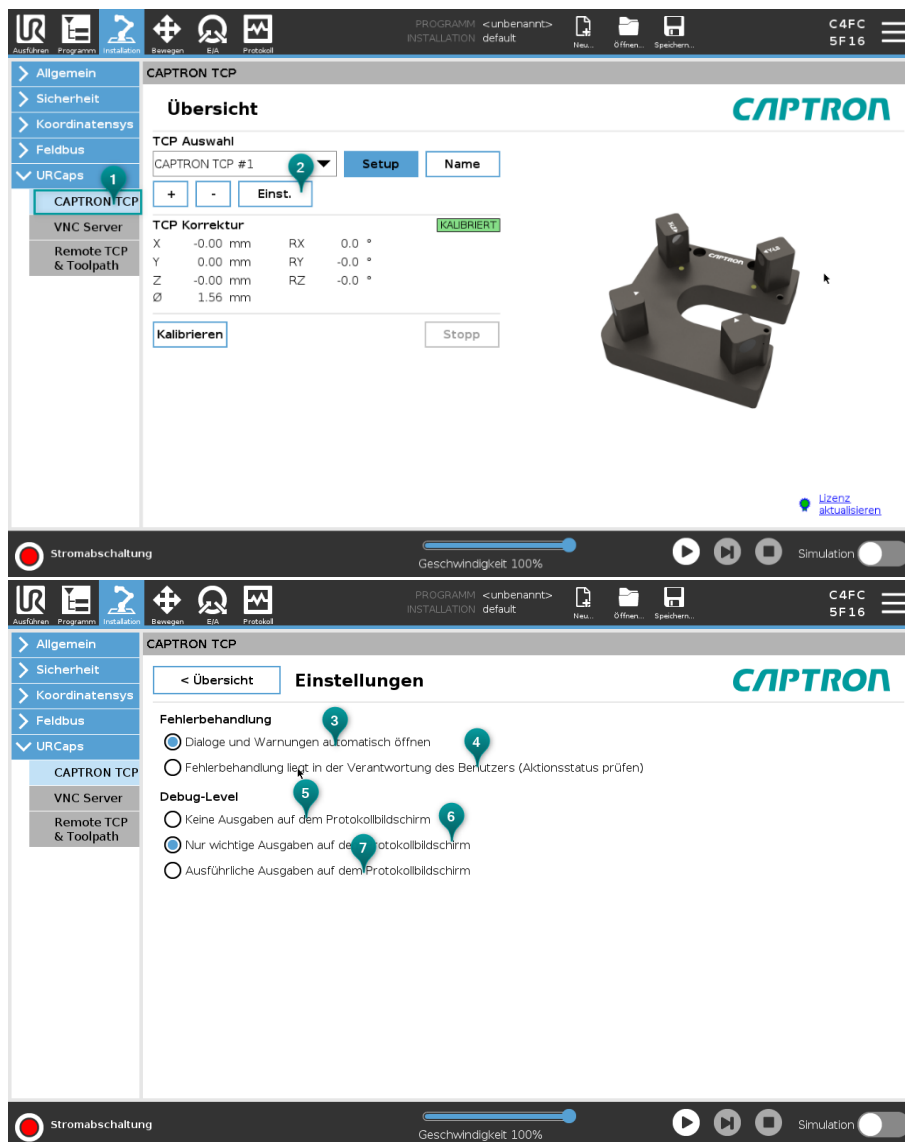 PROGRAMM <unbenannt>
INSTALLATION default
C4FC
5F16
Ausführen Programm Installation Bewegen E/A Protokoll Neu... Öffnen... Speichern...
Allgemein
Sicherheit
Koordinatensys
Feldbus
URCaps
1
CAPTRON TCP
VNC Server
Remote TCP
& Toolpath
CAPTRON TCP
Übersicht
CAPTRON
TCP Auswahl
CAPTRON TCP #1
2
Setup
Name
+ - Einst.
TCP Korrektur KALIBRIERT
X -0.00 mm RX 0.0 °
Y 0.00 mm RY -0.0 °
Z -0.00 mm RZ -0.0 °
Ø 1.56 mm
Kalibrieren Stopp
CAPTRON
Lizenz
aktualisieren
Stromabschaltung
Geschwindigkeit 100%
Simulation
UR
PROGRAMM <unbenannt>
INSTALLATION default
C4FC
5F16
Ausführen Programm Installation Bewegen E/A Protokoll Neu... Öffnen... Speichern...
Allgemein
Sicherheit
Koordinatensys
Feldbus
URCaps
CAPTRON TCP
VNC Server
Remote TCP
& Toolpath
CAPTRON TCP
< Übersicht Einstellungen
CAPTRON
Fehlerbehandlung
3
Dialoge und Warnungen automatisch öffnen
4
Fehlerbehandlung liegt in der Verantwortung des Benutzers (Aktionsstatus prüfen)
Debug-Level
5
Keine Ausgaben auf dem Protokollbildschirm
6
Nur wichtige Ausgaben auf dem Protokollbildschirm
7
Ausführliche Ausgaben auf dem Protokollbildschirm
Stromabschaltung
Geschwindigkeit 100%
Simulation